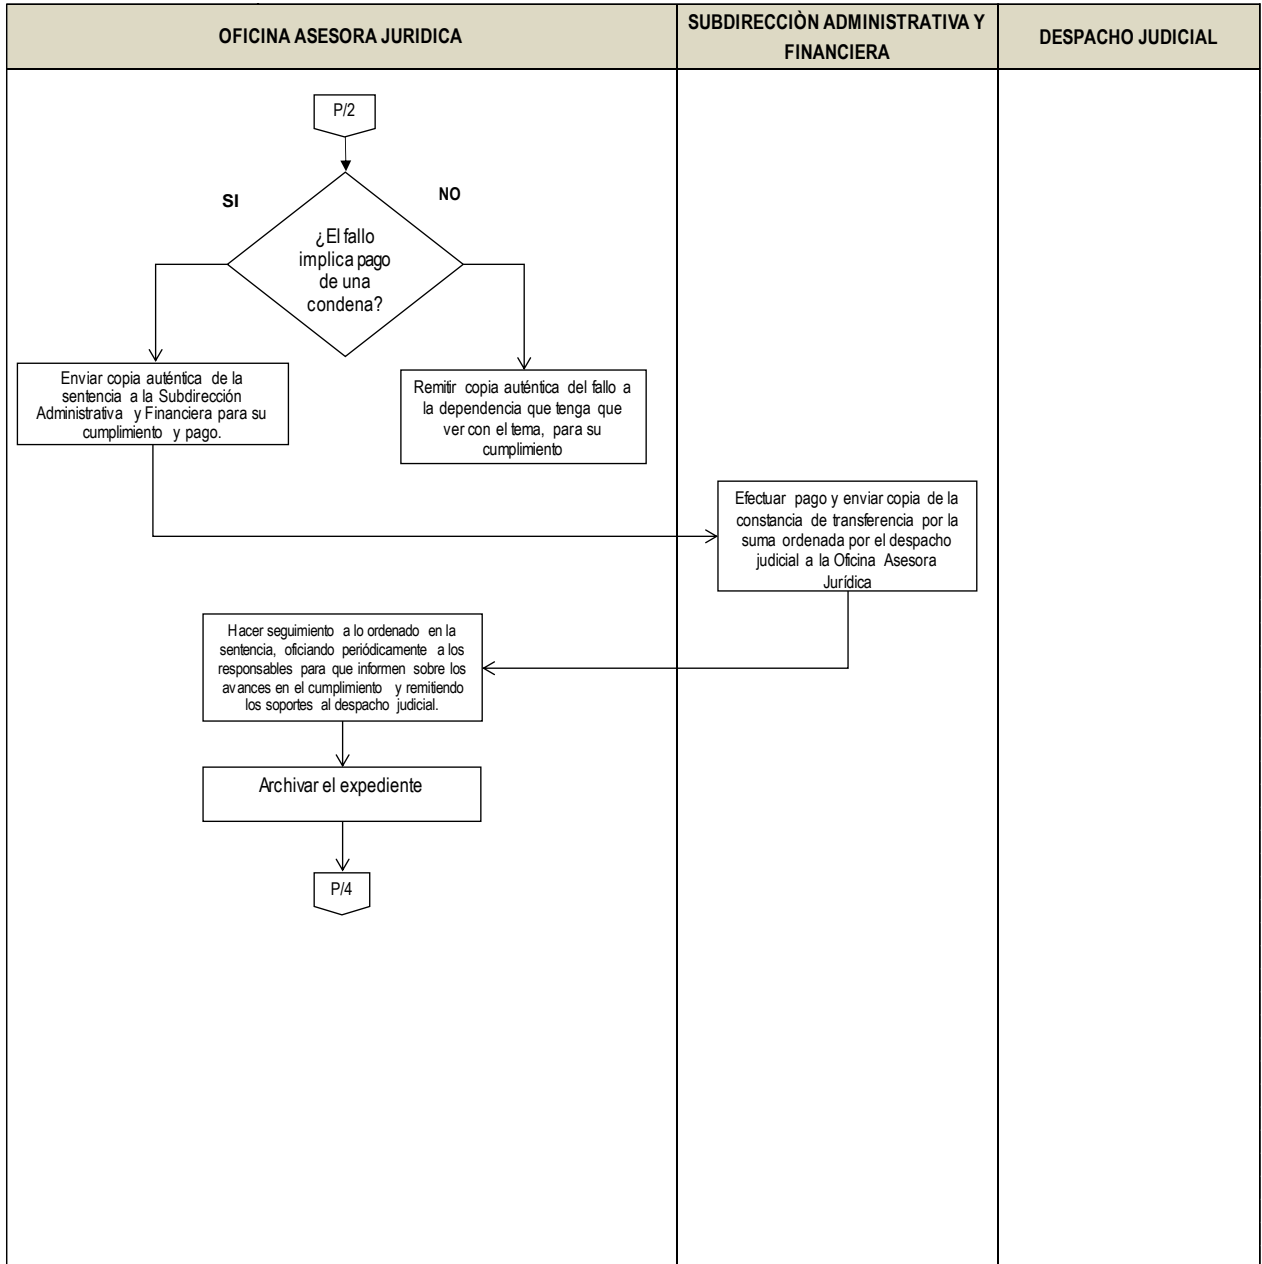 OFICINA ASESORA JURIDICA
SUBDIRECCIÒN ADMINISTRATIVA Y
FINANCIERA
DESPACHO JUDICIAL
P/2
SI
NO
¿El fallo
implica pago
de una
condena?
Enviar copia auténtica de la
sentencia a la Subdirección
Administrativa y Financiera para su
cumplimiento y pago.
Remitir copia auténtica del fallo a
la dependencia que tenga que
ver con el tema, para su
cumplimiento
Efectuar pago y enviar copia de la
constancia de transferencia por la
suma ordenada por el despacho
judicial a la Oficina Asesora
Jurídica
Hacer seguimiento a lo ordenado en la
sentencia, oficiando periódicamente a los
responsables para que informen sobre los
avances en el cumplimiento y remitiendo
los soportes al despacho judicial.
Archivar el expediente
P/4